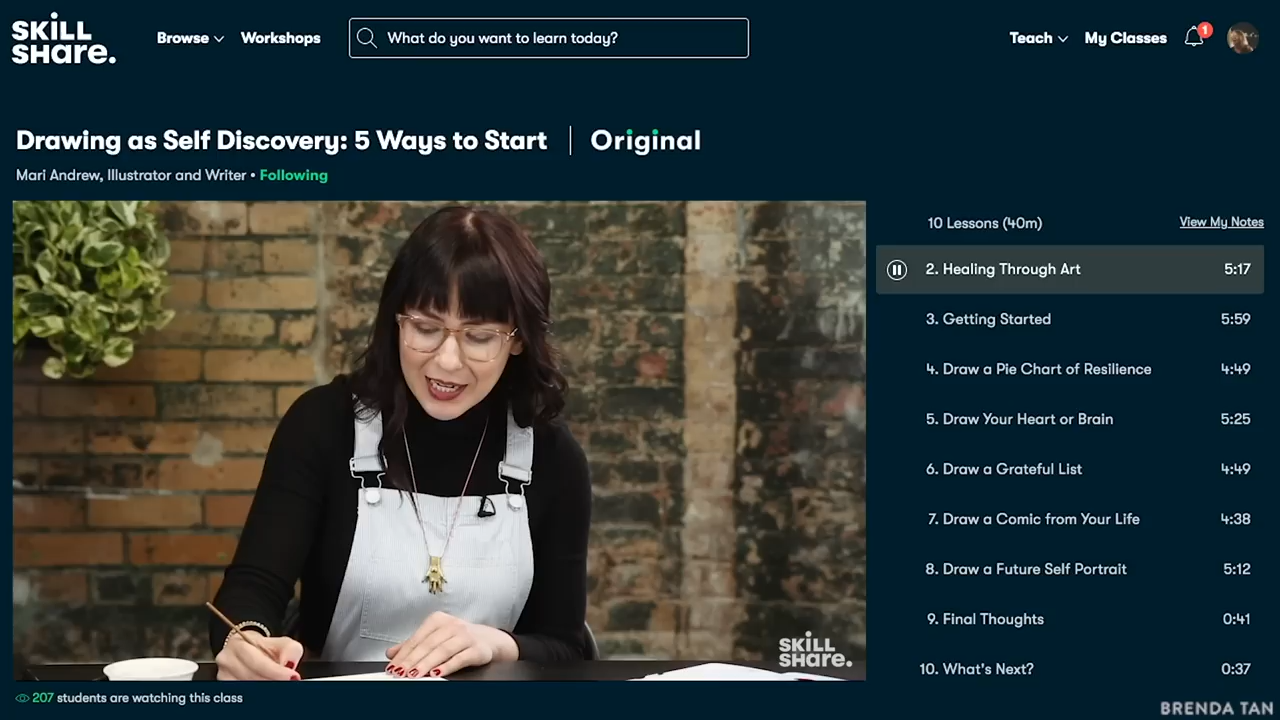 SKILL
SHARE.
Browse
Workshops
What do you want to learn today?
Teach
My Classes
1
Drawing as Self Discovery: 5 Ways to Start | Original
Mari Andrew, Illustrator and Writer • Following
10 Lessons (40m)
View My Notes
2. Healing Through Art 5:17
3. Getting Started 5:59
4. Draw a Pie Chart of Resilience 4:49
5. Draw Your Heart or Brain 5:25
6. Draw a Grateful List 4:49
7. Draw a Comic from Your Life 4:38
8. Draw a Future Self Portrait 5:12
9. Final Thoughts 0:41
10. What's Next? 0:37
SKILL
SHARE.
207 students are watching this class
BRENDA TAN